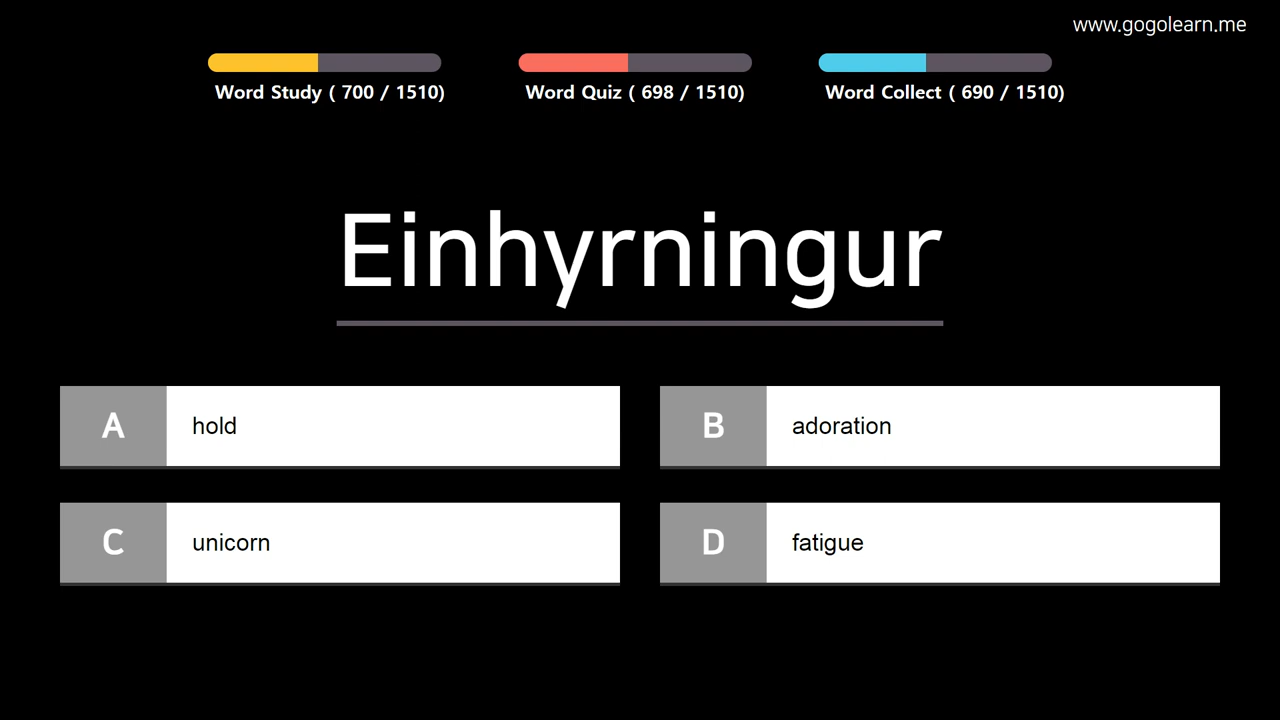 www.gogolearn.me
Word Study ( 700 / 1510)
Word Quiz ( 698 / 1510)
Word Collect ( 690 / 1510)
Einhyrningur
A
hold
B
adoration
C
unicorn
D
fatigue